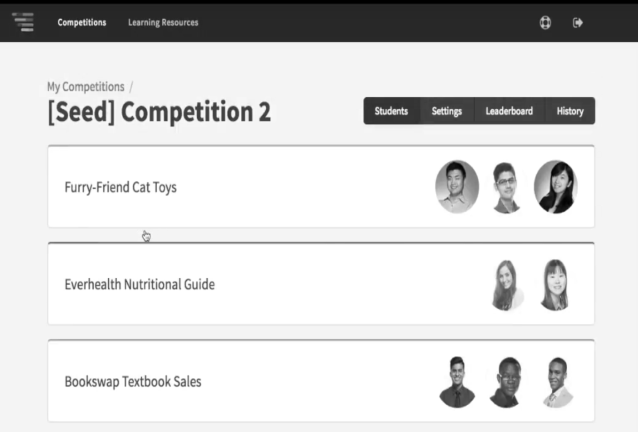 Competitions Learning Resources
My Competitions /
[Seed] Competition 2
Students Settings Leaderboard History
Furry-Friend Cat Toys
Everhealth Nutritional Guide
Bookswap Textbook Sales